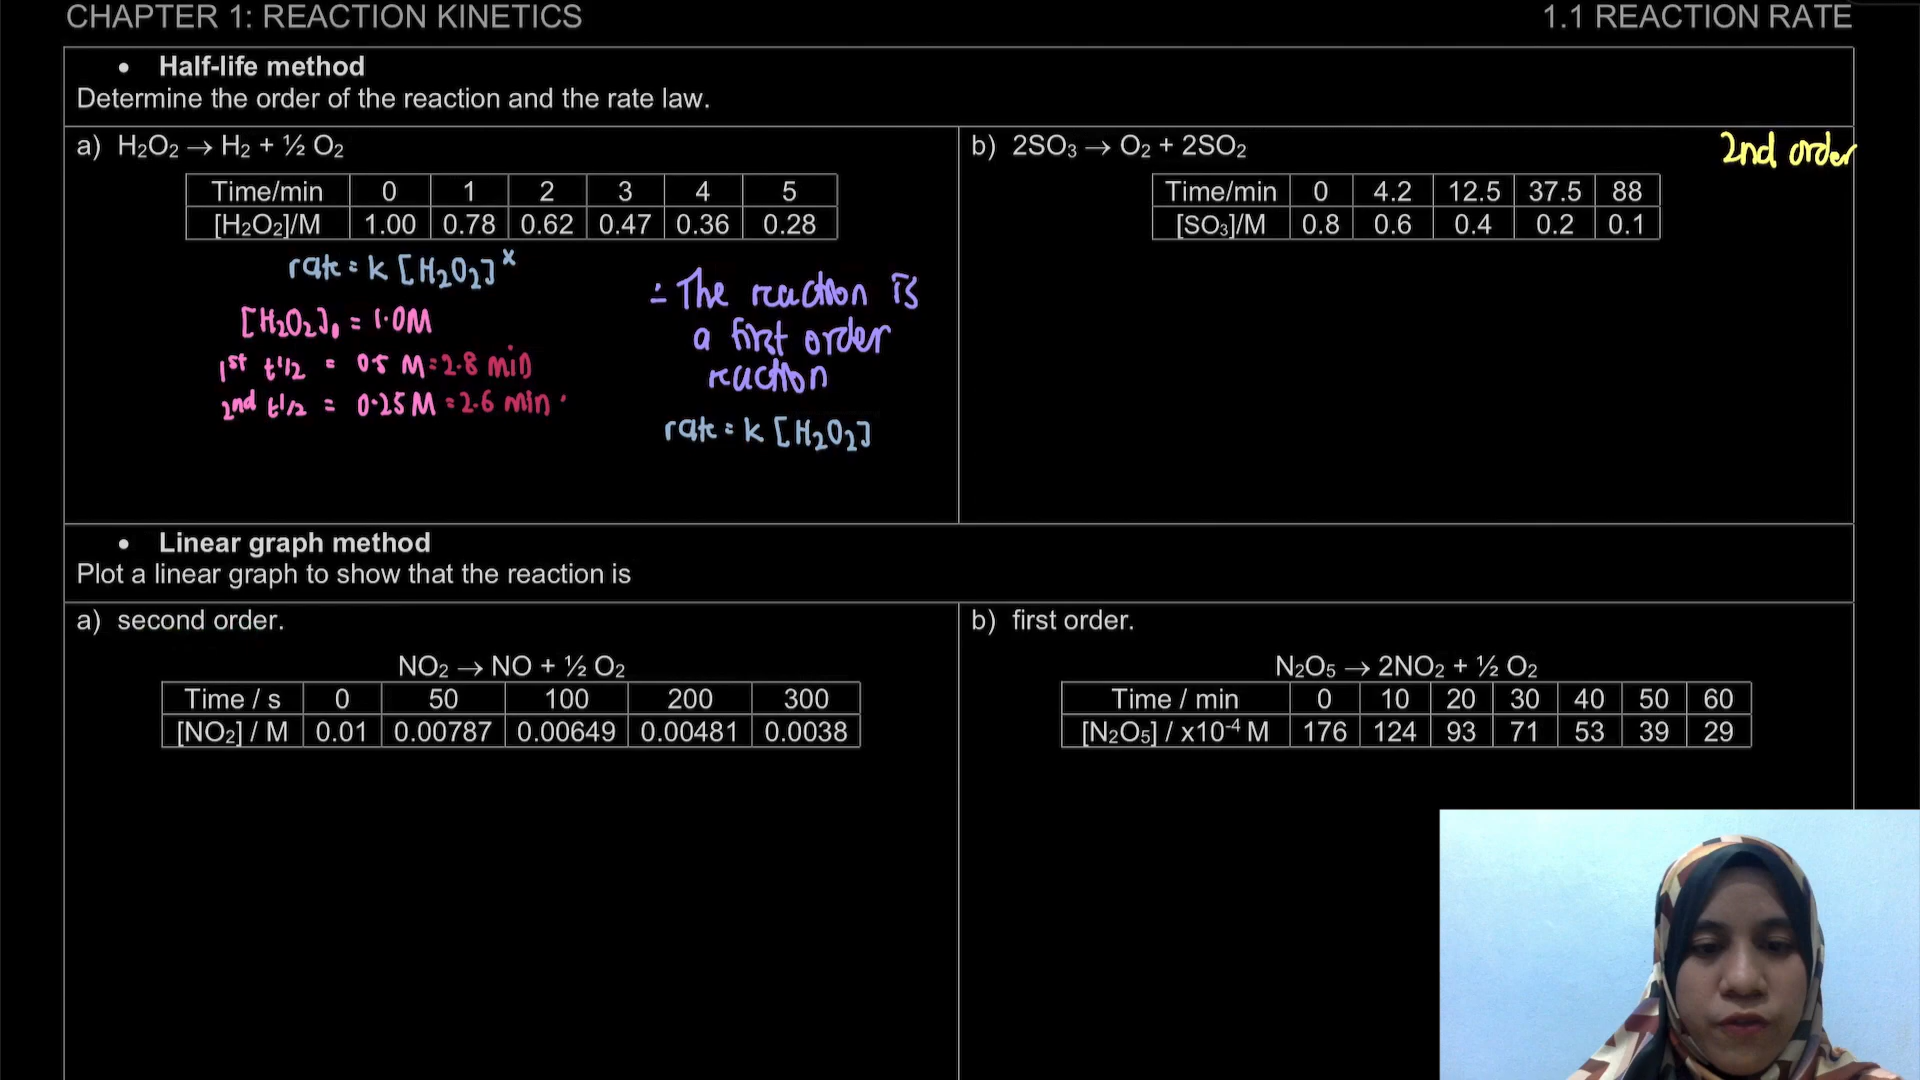 CHAPTER 1: REACTION KINETICS 1.1 REACTION RATE
• Half-life method
Determine the order of the reaction and the rate law.
a) H₂O₂ → H₂ + ½ O₂
Time/min 0 1 2 3 4 5
[H₂O₂]/M 1.00 0.78 0.62 0.47 0.36 0.28
rate = k [H₂O₂]ˣ
[H₂O₂]₀ = 1.0M
1st t1/2 = 0.5 M = 2.8 min
2nd t1/2 = 0.25M = 2.6 min
∴ The reaction is
a first order
reaction
rate = k [H₂O₂]
b) 2SO₃ → O₂ + 2SO₂
2nd order
Time/min 0 4.2 12.5 37.5 88
[SO₃]/M 0.8 0.6 0.4 0.2 0.1
• Linear graph method
Plot a linear graph to show that the reaction is
a) second order.
NO₂ → NO + ½ O₂
Time / s 0 50 100 200 300
[NO₂] / M 0.01 0.00787 0.00649 0.00481 0.0038
b) first order.
N₂O₅ → 2NO₂ + ½ O₂
Time / min 0 10 20 30 40 50 60
[N₂O₅] / x10⁻⁴ M 176 124 93 71 53 39 29